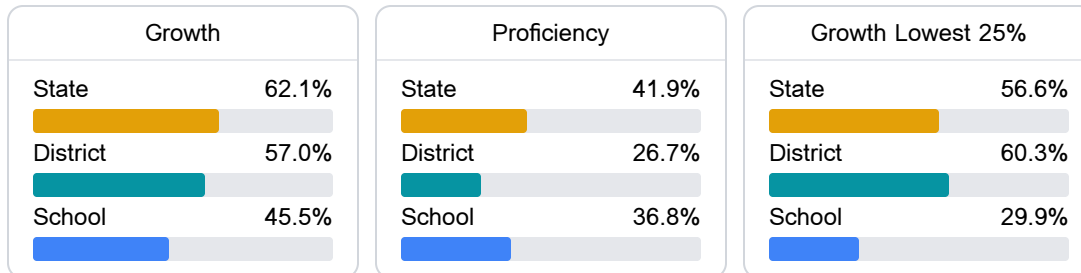 Growth
State 62.1%
District 57.0%
School 45.5%
Proficiency
State 41.9%
District 26.7%
School 36.8%
Growth Lowest 25%
State 56.6%
District 60.3%
School 29.9%